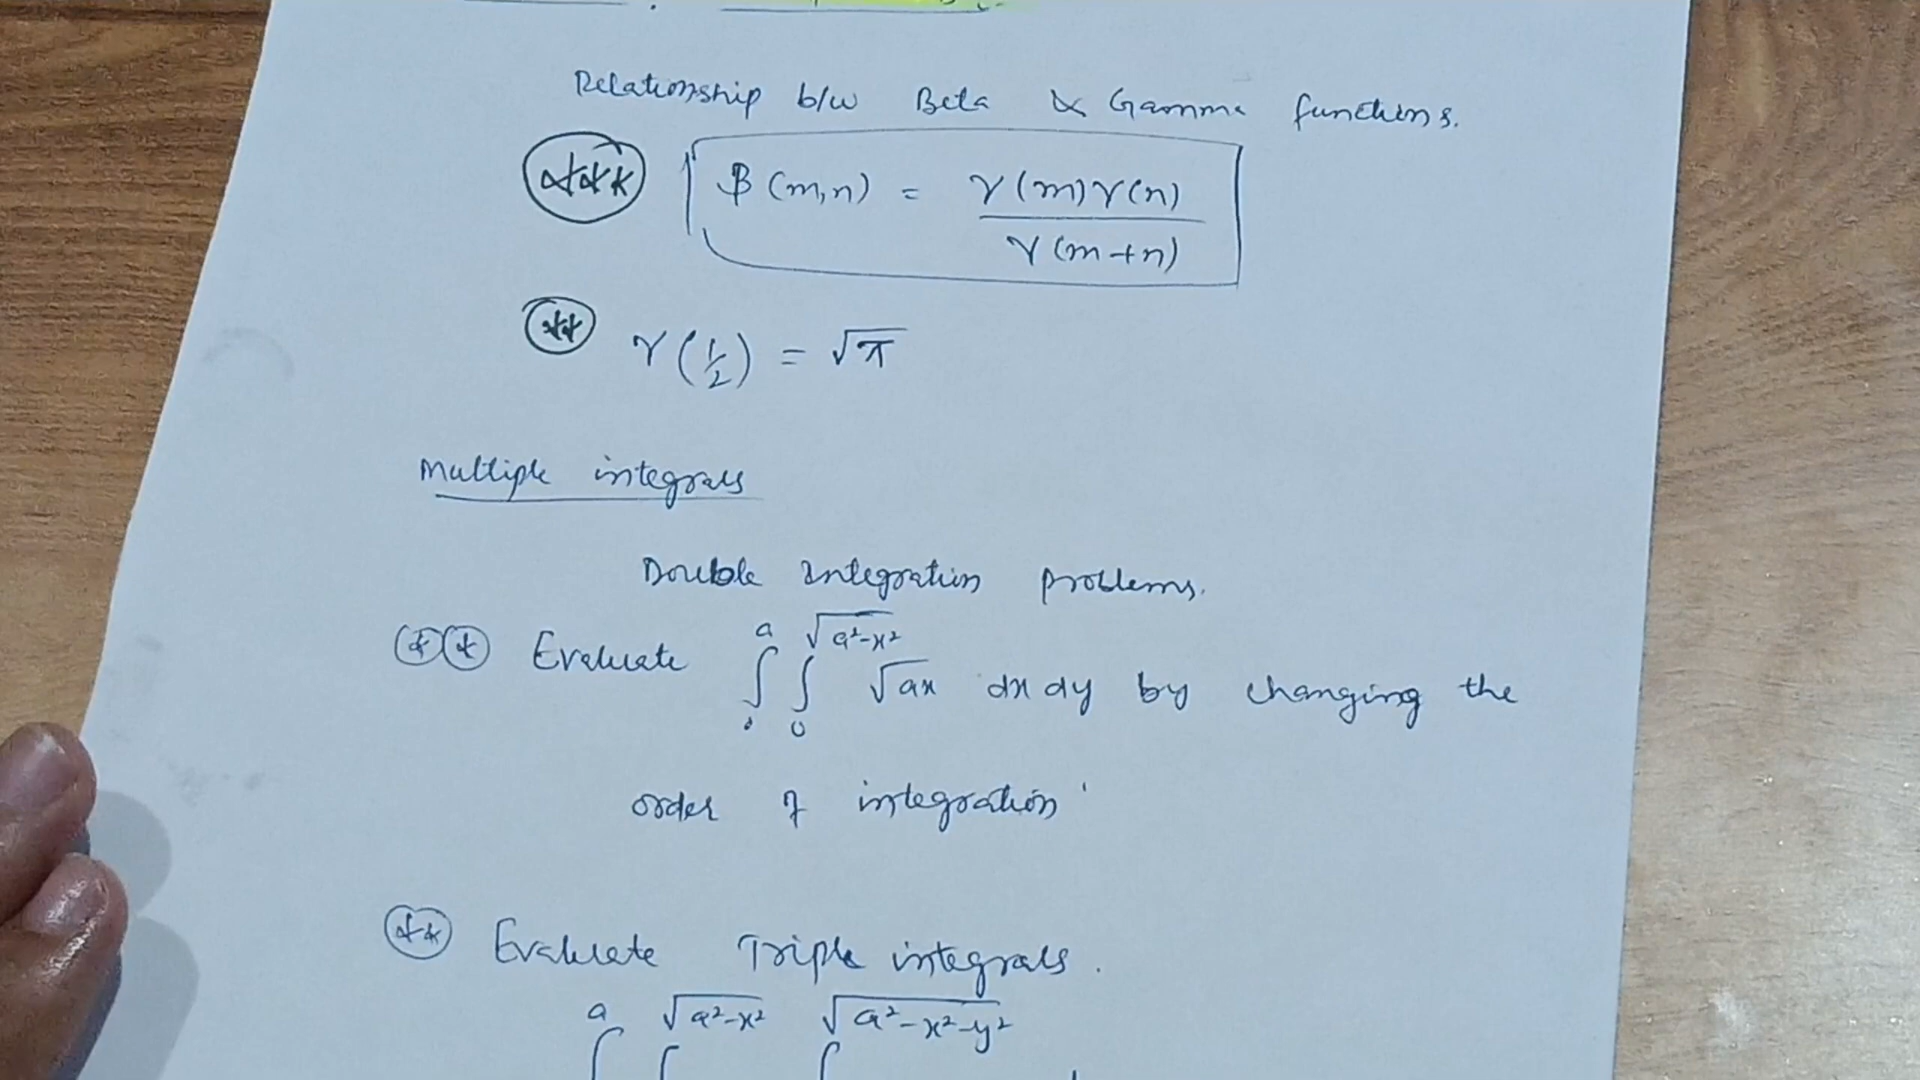 Relationship b/w Beta & Gamma functions.
*** β(m,n) = γ(m)γ(n) / γ(m+n)
** γ(1/2) = √π
Multiple integrals
Double integration problems.
** Evaluate ∫₀^a ∫₀^√(a²-x²) √ax dx dy by changing the
order of integration
** Evaluate Triple integrals.
a √(a²-x²) √(a²-x²-y²)
∫ ∫ ∫